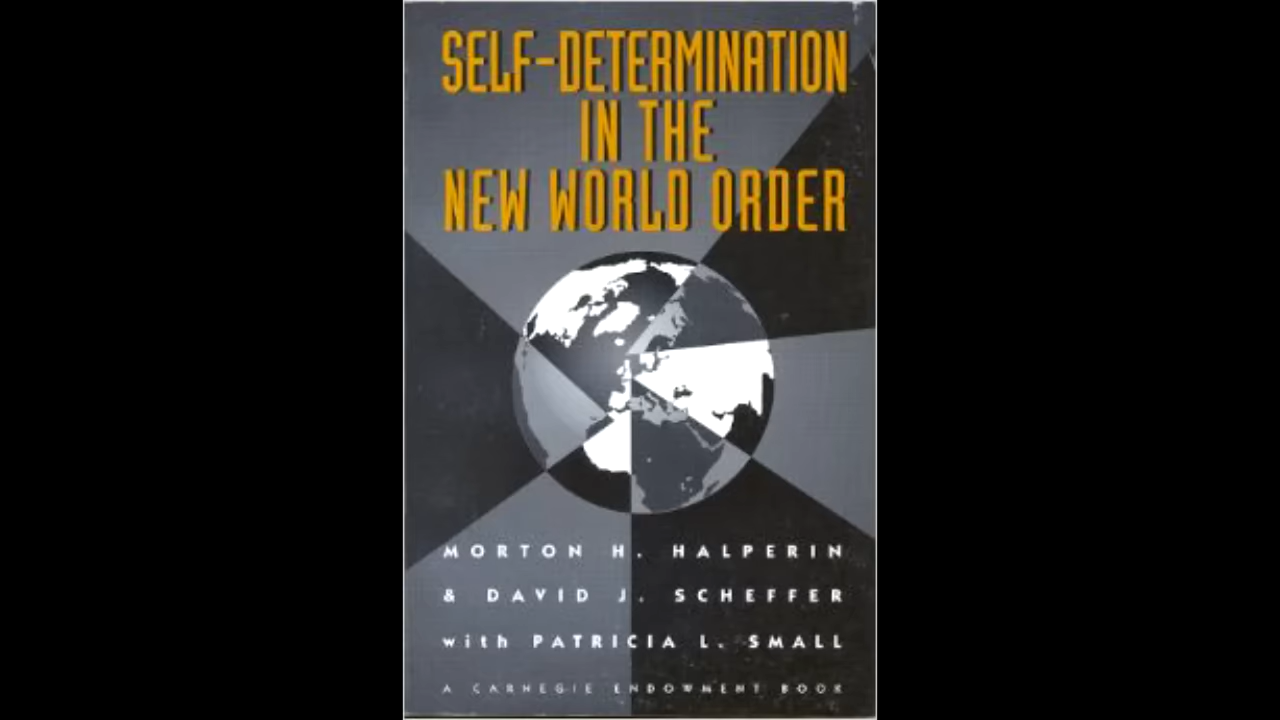 SELF-DETERMINATION
IN THE
NEW WORLD ORDER
MORTON H. HALPERIN
& DAVID J. SCHEFFER
with PATRICIA L. SMALL
A CARNEGIE ENDOWMENT BOOK